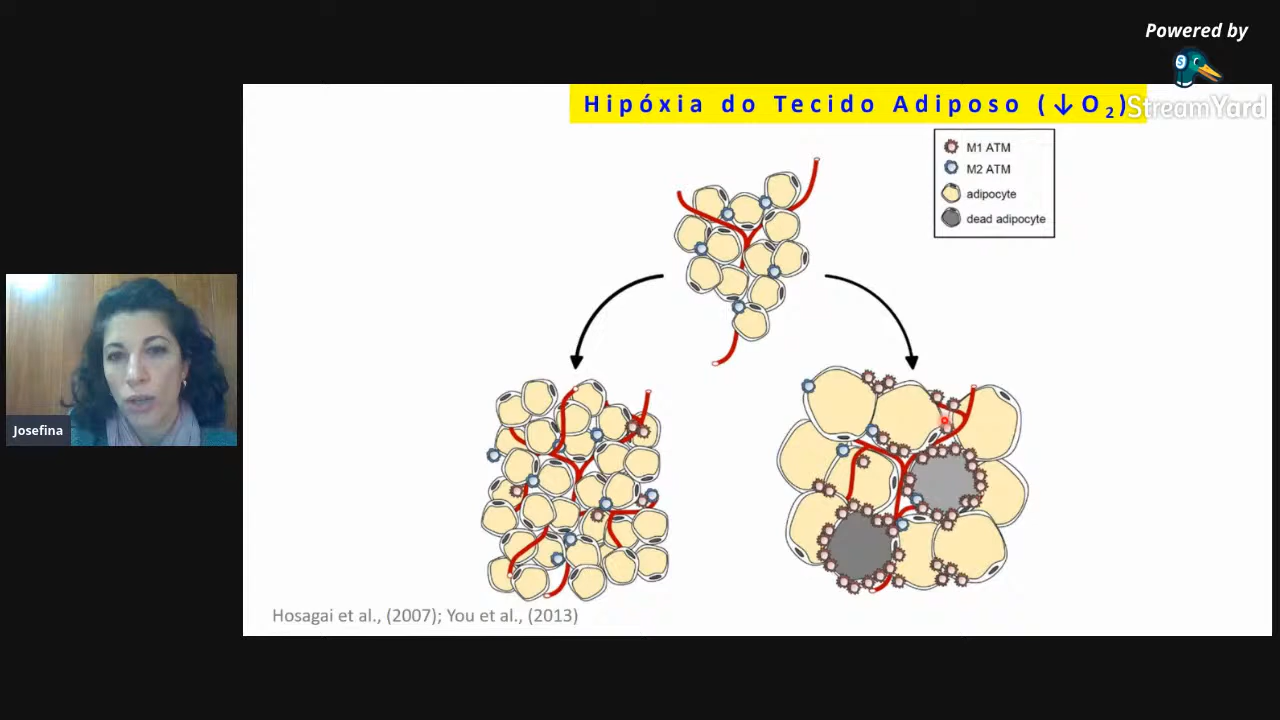 Powered by
StreamYard
Hipóxia do Tecido Adiposo (↓O₂)
M1 ATM
M2 ATM
adipocyte
dead adipocyte
Josefina
Hosagai et al., (2007); You et al., (2013)